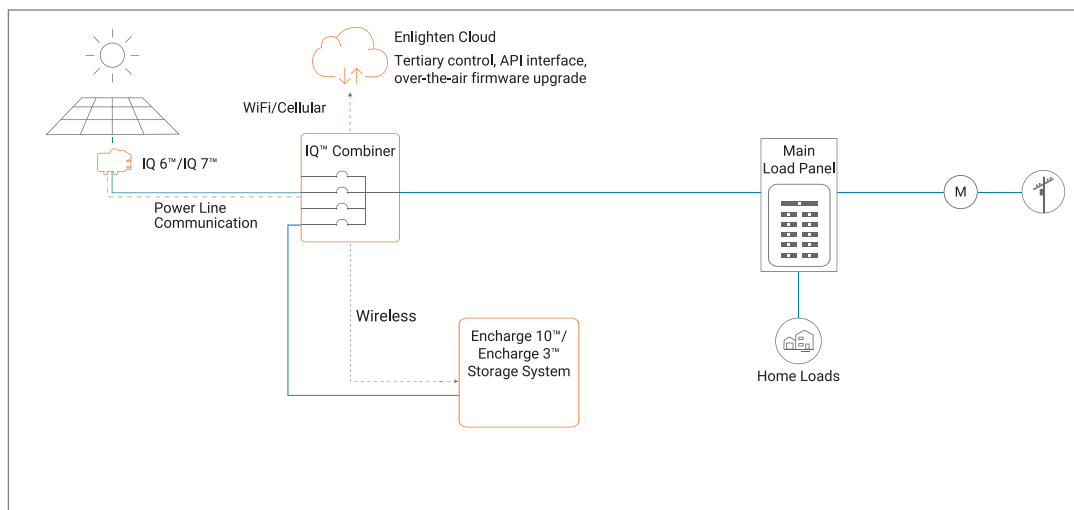 Enlighten Cloud
Tertiary control, API interface,
over-the-air firmware upgrade
WiFi/Cellular
IQ™ Combiner
IQ 6™/IQ 7™
Power Line
Communication
Main
Load Panel
M
Wireless
Encharge 10™/
Encharge 3™
Storage System
Home Loads